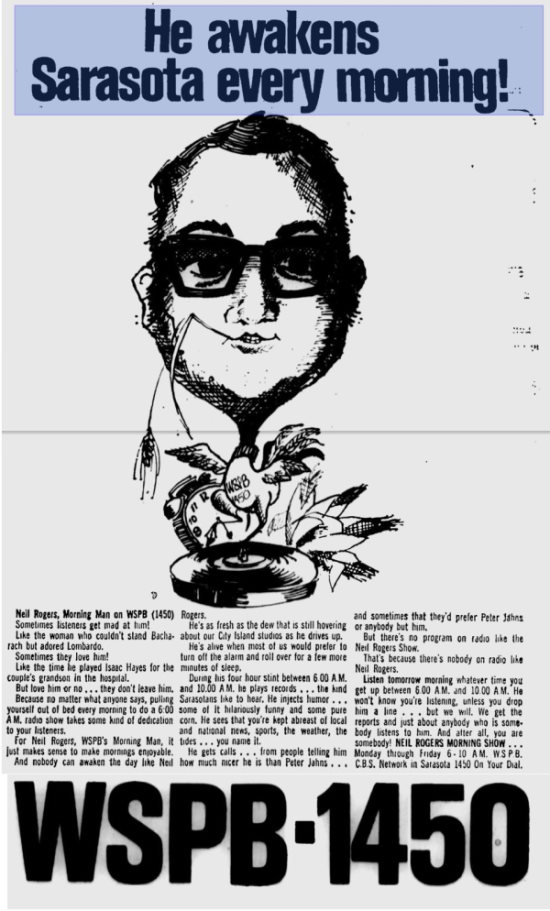 He awakens
Sarasota every morning!
WSPB
1450
Neil Rogers, Morning Man on WSPB (1450)
Sometimes listeners get mad at him!
Like the woman who couldn't stand Bacha-
rach but adored Lombardo.
Sometimes they love him!
Like the time he played Isaac Hayes for the
couple's grandson in the hospital.
But love him or no . . . they don't leave him.
Because no matter what anyone says, pulling
yourself out of bed every morning to do a 6:00
A.M. radio show takes some kind of dedication
to your listeners.
For Neil Rogers, WSPB's Morning Man, it
just makes sense to make mornings enjoyable.
And nobody can awaken the day like Neil
Rogers.
He's as fresh as the dew that is still hovering
about our City Island studios as he drives up.
He's alive when most of us would prefer to
turn off the alarm and roll over for a few more
minutes of sleep.
During his four hour stint between 6:00 A.M.
and 10:00 A.M. he plays records . . . the kind
Sarasotans like to hear. He injects humor . . .
some of it hilariously funny and some pure
corn. He sees that you're kept abreast of local
and national news, sports, the weather, the
tides . . . you name it.
He gets calls . . . from people telling him
how much nicer he is than Peter Jahns . . .
and sometimes that they'd prefer Peter Jahns
or anybody but him.
But there's no program on radio like the
Neil Rogers Show.
That's because there's nobody on radio like
Neil Rogers.
Listen tomorrow morning whatever time you
get up between 6:00 A.M. and 10:00 A.M. He
won't know you're listening, unless you drop
him a line . . . but we will. We get the
reports and just about anybody who is some-
body listens to him. And after all, you are
somebody! NEIL ROGERS MORNING SHOW . . .
Monday through Friday 6-10 A.M. W.S.P.B.
C.B.S. Network in Sarasota 1450 On Your Dial.
WSPB·1450